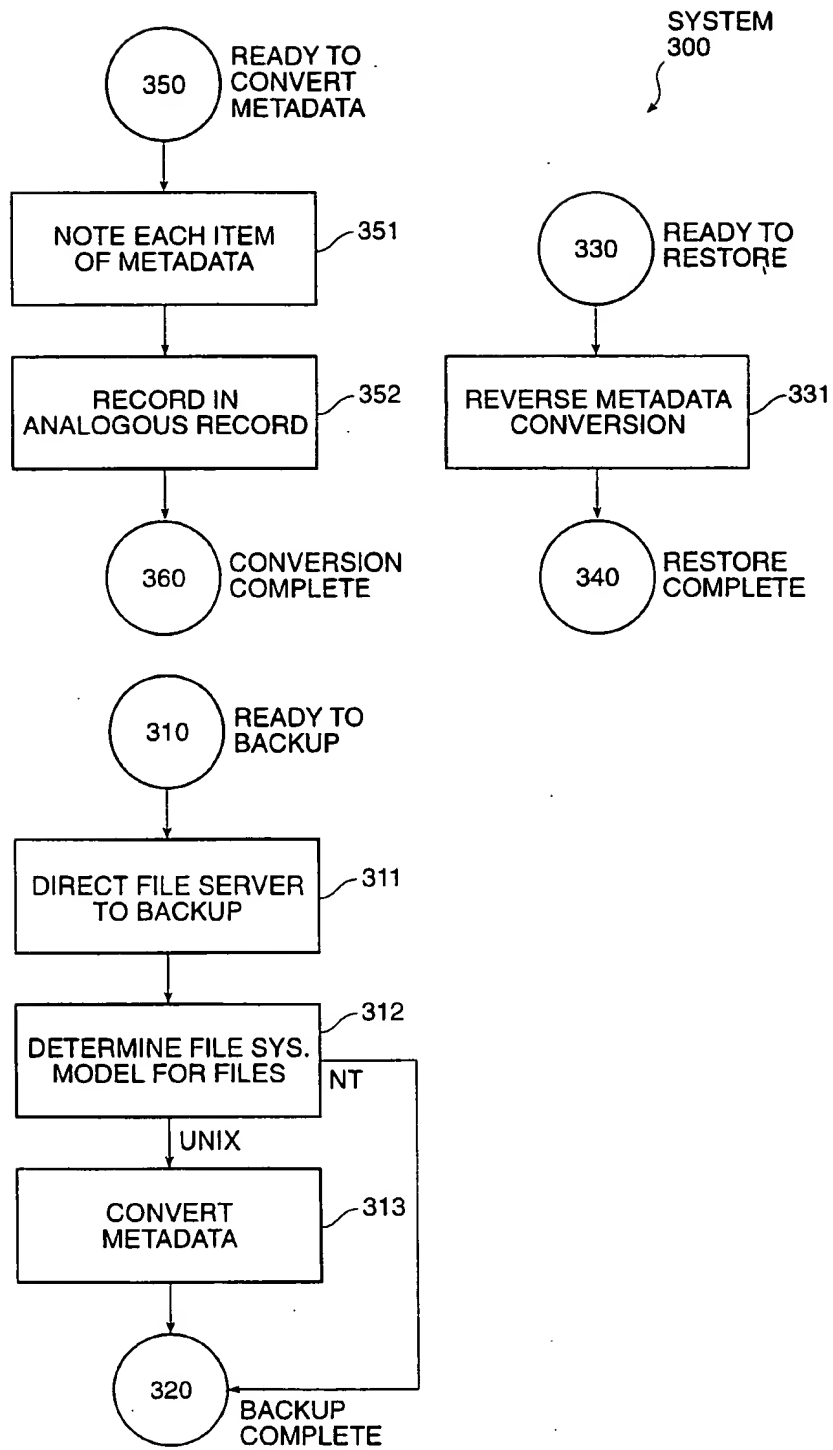 SYSTEM
300
350
READY TO
CONVERT
METADATA
NOTE EACH ITEM
OF METADATA
351
RECORD IN
ANALOGOUS RECORD
352
360
CONVERSION
COMPLETE
330
READY TO
RESTORE
REVERSE METADATA
CONVERSION
331
340
RESTORE
COMPLETE
310
READY TO
BACKUP
DIRECT FILE SERVER
TO BACKUP
311
DETERMINE FILE SYS.
MODEL FOR FILES
312
NT
UNIX
CONVERT
METADATA
313
320
BACKUP
COMPLETE